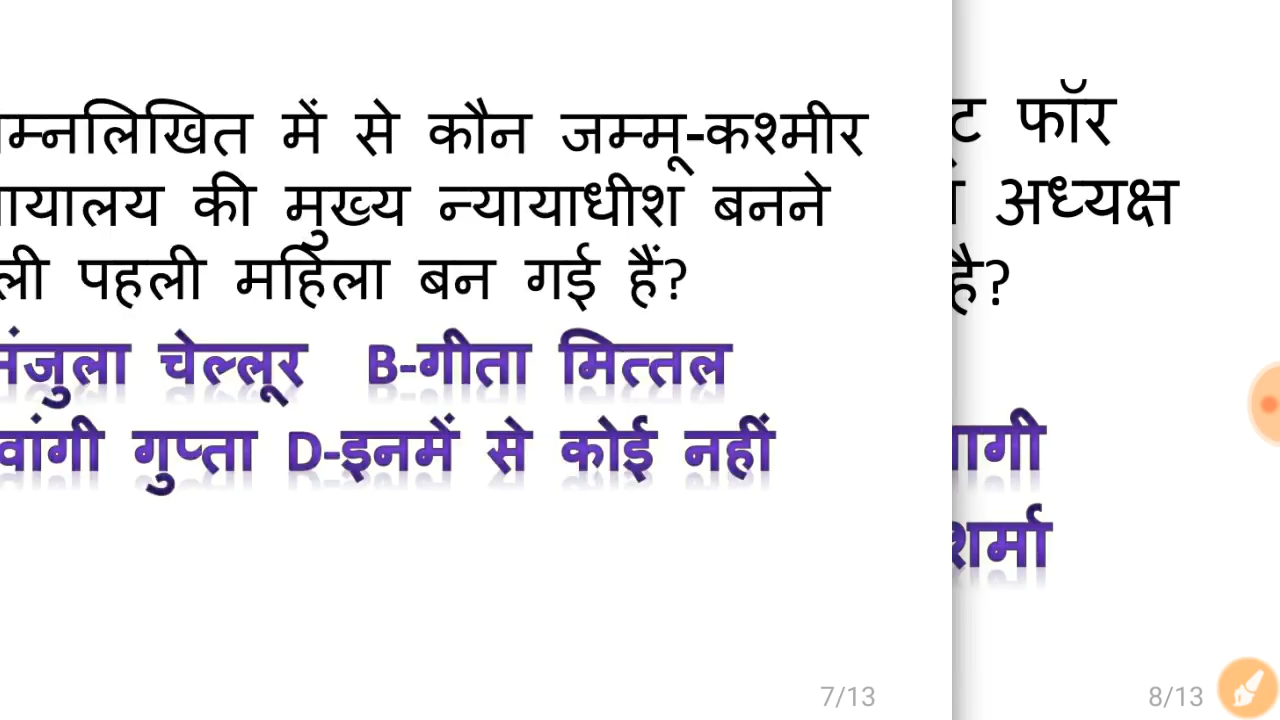 म्नलिखित में से कौन जम्मू-कश्मीर
ायालय की मुख्य न्यायाधीश बनने
ली पहली महिला बन गई हैं?
मंजुला चेल्लूर B-गीता मित्तल
वांगी गुप्ता D-इनमें से कोई नहीं
7/13
ट फॉर
अध्यक्ष
है?
ागी
शर्मा
8/13